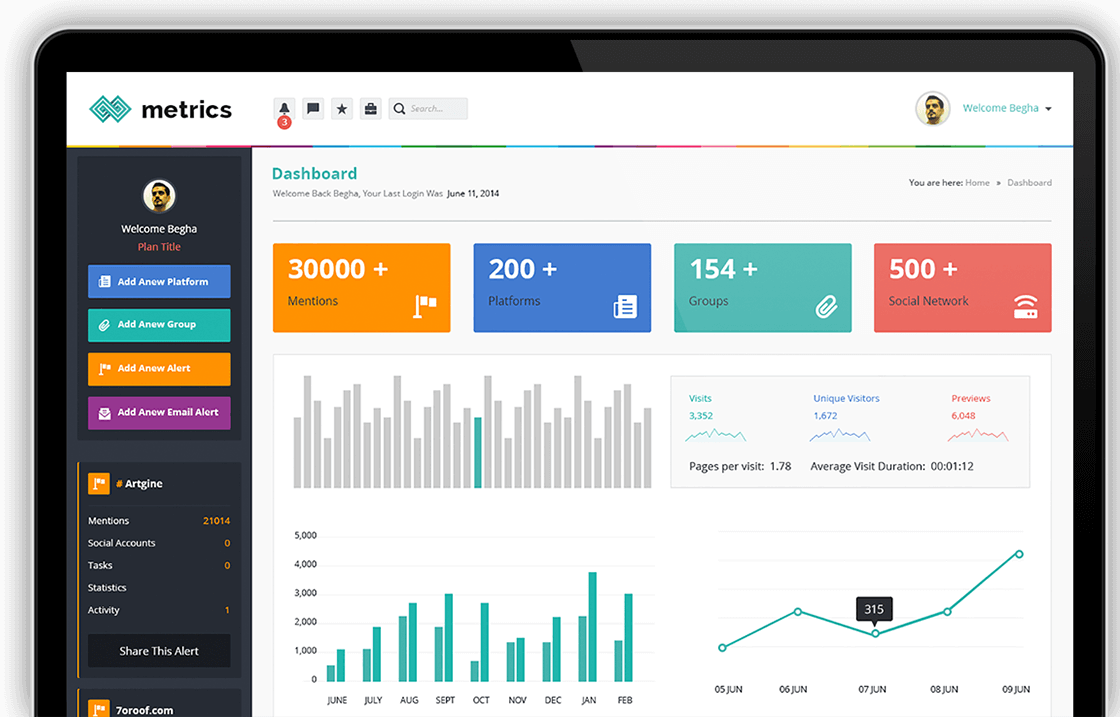 metrics
3
Search...
Welcome Begha
Dashboard
Welcome Back Begha, Your Last Login Was June 11, 2014
You are here: Home » Dashboard
Welcome Begha
Plan Title
Add Anew Platform
Add Anew Group
Add Anew Alert
Add Anew Email Alert
# Artgine
Mentions 21014
Social Accounts 0
Tasks 0
Statistics
Activity 1
Share This Alert
7oroof.com
30000 +
Mentions
200 +
Platforms
154 +
Groups
500 +
Social Network
Visits Unique Visitors Previews
3,352 1,672 6,048
Pages per visit: 1.78 Average Visit Duration: 00:01:12
5,000
4,000
3,000
2,000
1,000
0
JUNE JULY AUG SEPT OCT NOV DEC JAN FEB
315
05 JUN 06 JUN 07 JUN 08 JUN 09 JUN